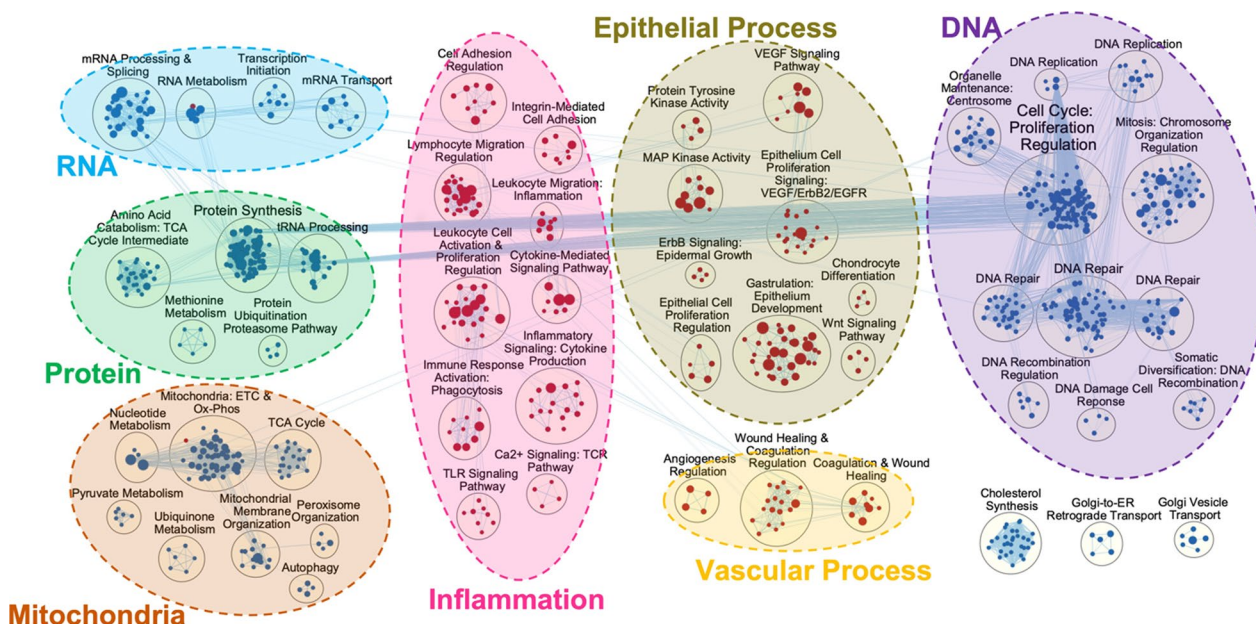 RNA
mRNA Processing &
Splicing
RNA Metabolism
Transcription
Initiation
mRNA Transport
Protein
Amino Acid
Catabolism: TCA
Cycle Intermediate
Protein Synthesis
tRNA Processing
Methionine
Metabolism
Protein
Ubiquitination
Proteasome Pathway
Mitochondria
Nucleotide
Metabolism
Mitochondria: ETC &
Ox-Phos
TCA Cycle
Pyruvate Metabolism
Ubiquinone
Metabolism
Mitochondrial
Membrane
Organization
Peroxisome
Organization
Autophagy
Inflammation
Cell Adhesion
Regulation
Integrin-Mediated
Cell Adhesion
Lymphocyte Migration
Regulation
Leukocyte Migration:
Inflammation
Leukocyte Cell
Activation &
Proliferation
Regulation
Cytokine-Mediated
Signaling Pathway
Inflammatory
Signaling: Cytokine
Production
Immune Response
Activation:
Phagocytosis
Ca2+ Signaling: TCR
Pathway
TLR Signaling
Pathway
Epithelial Process
VEGF Signaling
Pathway
Protein Tyrosine
Kinase Activity
MAP Kinase Activity
Epithelium Cell
Proliferation
Signaling:
VEGF/ErbB2/EGFR
ErbB Signaling:
Epidermal Growth
Chondrocyte
Differentiation
Gastrulation:
Epithelium
Development
Epithelial Cell
Proliferation
Regulation
Wnt Signaling
Pathway
Vascular Process
Angiogenesis
Regulation
Wound Healing &
Coagulation
Regulation
Coagulation & Wound
Healing
DNA
DNA Replication
DNA Replication
Organelle
Maintenance:
Centrosome
Cell Cycle:
Proliferation
Regulation
Mitosis: Chromosome
Organization
Regulation
DNA Repair
DNA Repair
DNA Repair
DNA Recombination
Regulation
DNA Damage Cell
Reponse
Somatic
Diversification: DNA
Recombination
Cholesterol
Synthesis
Golgi-to-ER
Retrograde Transport
Golgi Vesicle
Transport